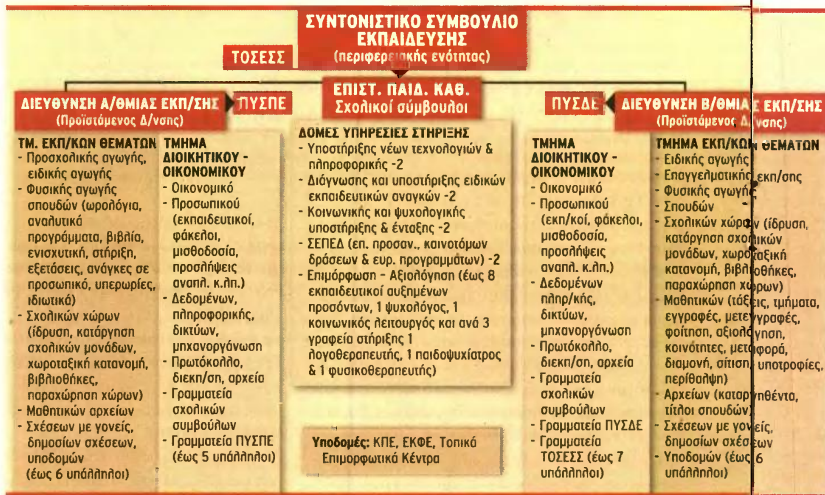 ΣΥΝΤΟΝΙΣΤΙΚΟ ΣΥΜΒΟΥΛΙΟ
ΕΚΠΑΙΔΕΥΣΗΣ
(περιφερειακής ενότητας)
ΤΟΣΕΣΣ
ΔΙΕΥΘΥΝΣΗ Α/ΘΜΙΑΣ ΕΚΠ/ΣΗΣ
(Προϊστάμενος Δ/νσης)
ΠΥΣΠΕ
ΤΜ. ΕΚΠ/ΚΩΝ ΘΕΜΑΤΩΝ
- Προσχολικής αγωγής,
ειδικής αγωγής
- Φυσικής αγωγής
σπουδών (ωρολόγια,
αναλυτικά
προγράμματα, βιβλία,
ενισχυτική, στήριξη,
εξετάσεις, ανάγκες σε
προσωπικό, υπερωρίες,
ιδιωτικά)
- Σχολικών χώρων
(ίδρυση, κατάργηση
σχολικών μονάδων,
χωροταξική κατανομή,
βιβλιοθήκες,
παραχώρηση χώρων)
- Μαθητικών αρχείων
- Σχέσεων με γονείς,
δημοσίων σχέσεων,
υποδομών
(έως 6 υπάλληλοι)
ΤΜΗΜΑ
ΔΙΟΙΚΗΤΙΚΟΥ -
ΟΙΚΟΝΟΜΙΚΟΥ
- Οικονομικό
- Προσωπικού
(εκπαιδευτικοί,
φάκελοι,
μισθοδοσία,
προσλήψεις
αναπλ. κ.λπ.)
- Δεδομένων,
πληροφορικής,
δικτύων,
μηχανοργάνωση
- Πρωτόκολλο,
διεκπ/ση, αρχεία
- Γραμματεία
σχολικών
συμβούλων
- Γραμματεία ΠΥΣΠΕ
(έως 5 υπάλληλοι)
ΕΠΙΣΤ. ΠΑΙΔ. ΚΑΘ.
Σχολικοί σύμβουλοι
ΔΟΜΕΣ ΥΠΗΡΕΣΙΕΣ ΣΤΗΡΙΞΗΣ
- Υποστήριξης νέων τεχνολογιών &
πληροφορικής -2
- Διάγνωσης και υποστήριξης ειδικών
εκπαιδευτικών αναγκών -2
- Κοινωνικής και ψυχολογικής
υποστήριξης & ένταξης -2
- ΣΕΠΕΔ (επ. προσαν., καινοτόμων
δράσεων & ευρ. προγραμμάτων) -2
- Επιμόρφωση - Αξιολόγηση (έως 8
εκπαιδευτικοί αυξημένων
προσόντων, 1 ψυχολόγος, 1
κοινωνικός λειτουργός και ανά 3
γραφεία στήριξης 1
λογοθεραπευτής, 1 παιδοψυχίατρος
& 1 φυσικοθεραπευτής)
Υποδομές: ΚΠΕ, ΕΚΦΕ, Τοπικά
Επιμορφωτικά Κέντρα
ΠΥΣΔΕ
ΔΙΕΥΘΥΝΣΗ Β/ΘΜΙΑΣ ΕΚΠ/ΣΗΣ
(Προϊστάμενος Δ/νσης)
ΤΜΗΜΑ
ΔΙΟΙΚΗΤΙΚΟΥ -
ΟΙΚΟΝΟΜΙΚΟΥ
- Οικονομικό
- Προσωπικού
(εκπ/κοί, φάκελοι,
μισθοδοσία,
προσλήψεις
αναπλ. κ.λπ.)
- Δεδομένων
πληρ/κής,
δικτύων,
μηχανοργάνωση
- Πρωτόκολλο,
διεκπ/ση, αρχεία
- Γραμματεία
σχολικών
συμβούλων
- Γραμματεία ΠΥΣΔΕ
- Γραμματεία
ΤΟΣΕΣΣ (έως 7
υπάλληλοι)
ΤΜΗΜΑ ΕΚΠ/ΚΩΝ ΘΕΜΑΤΩΝ
- Ειδικής αγωγής
- Επαγγελματικής εκπ/σης
- Φυσικής αγωγής
- Σπουδών
- Σχολικών χώρων (ίδρυση,
κατάργηση σχολικών
μονάδων, χωροταξική
κατανομή, βιβλιοθήκες,
παραχώρηση χώρων)
- Μαθητικών (τάξεις, τμήματα,
εγγραφές, μετεγγραφές,
φοίτηση, αξιολόγηση,
κοινότητες, μεταφορά,
διαμονή, σίτιση, υποτροφίες,
περίθαλψη)
- Αρχείων (καταργηθέντα,
τίτλοι σπουδών)
- Σχέσεων με γονείς,
δημοσίων σχέσεων
- Υποδομών (έως 6
υπάλληλοι)